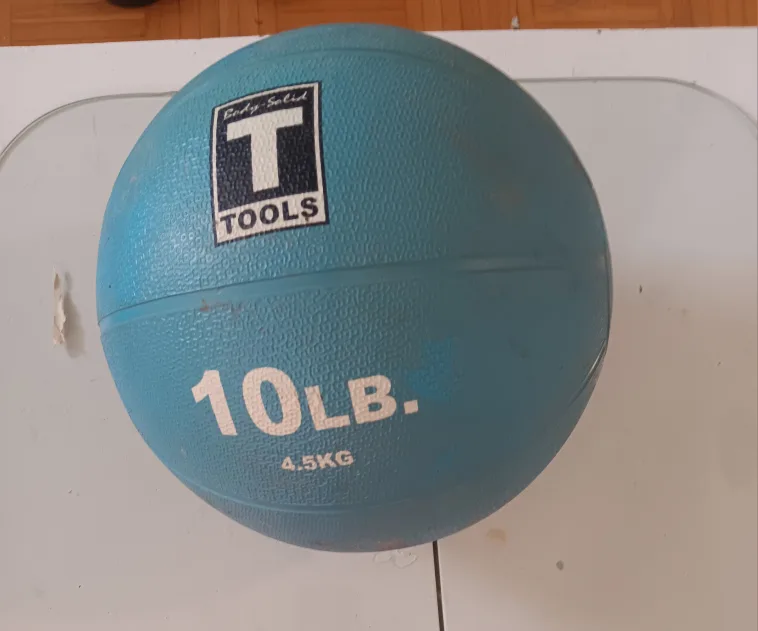 Body-Solid
T
TOOLS
10LB.
4.5KG